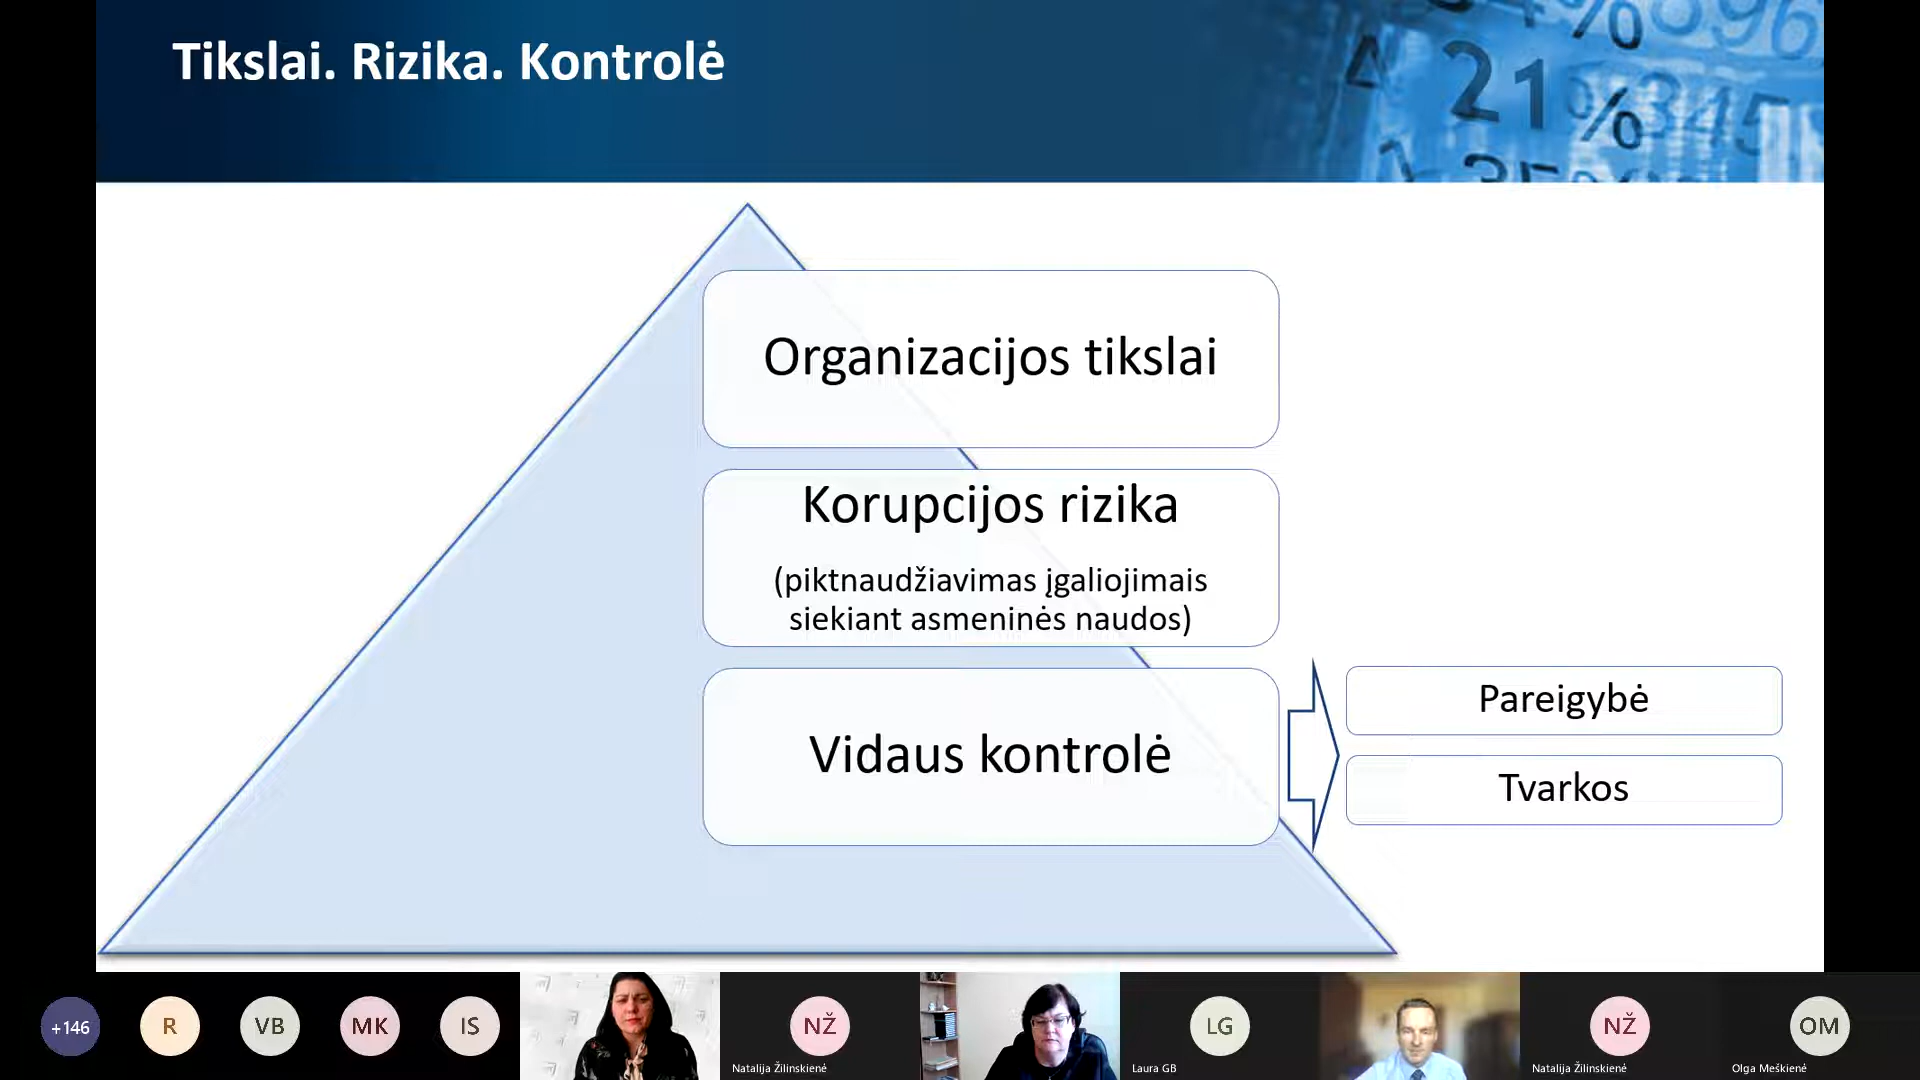 Tikslai. Rizika. Kontrolė
21%
Organizacijos tikslai
Korupcijos rizika
(piktnaudžiavimas įgaliojimais
siekiant asmeninės naudos)
Vidaus kontrolė
Pareigybė
Tvarkos
+146
R
VB
MK
IS
NŽ
Natalija Žilinskienė
LG
Laura GB
NŽ
Natalija Žilinskienė
OM
Olga Meškienė